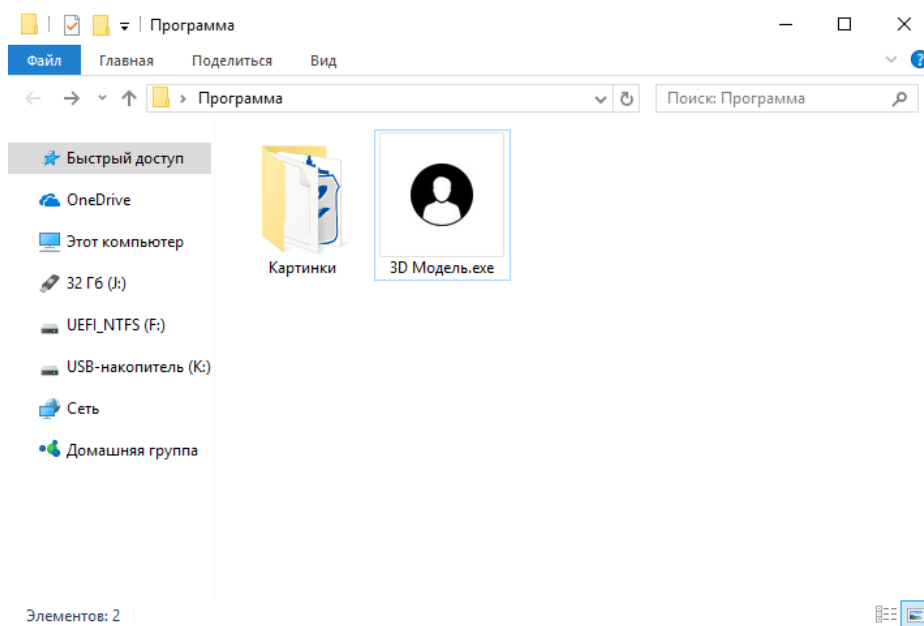 Программа
Файл Главная Поделиться Вид
Программа Поиск: Программа
Быстрый доступ
OneDrive
Этот компьютер
32 Гб (J:)
UEFI_NTFS (F:)
USB-накопитель (K:)
Сеть
Домашняя группа
Картинки 3D Модель.exe
Элементов: 2